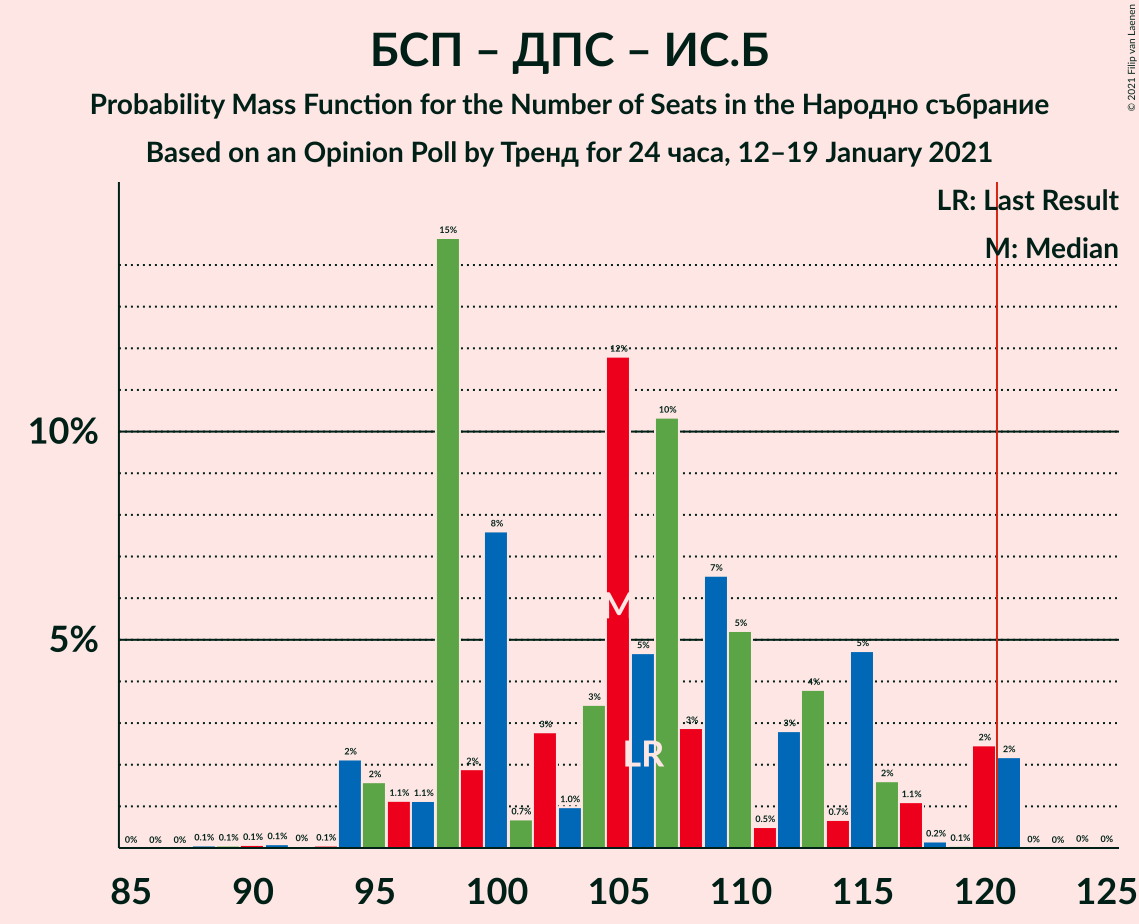 БСП – ДПС – ИС.Б
Probability Mass Function for the Number of Seats in the Народно събрание
Based on an Opinion Poll by Тренд for 24 часа, 12–19 January 2021
© 2021 Filip van Laenen
LR: Last Result
M: Median
10%
5%
0% 0% 0% 0.1% 0.1% 0.1% 0.1% 0% 0.1% 2% 2% 1.1% 1.1% 15% 2% 8% 0.7% 3% 1.0% 3% 12% 5% 10% 3% 7% 5% 0.5% 3% 4% 0.7% 5% 2% 1.1% 0.2% 0.1% 2% 2% 0% 0% 0% 0%
M
LR
85 90 95 100 105 110 115 120 125